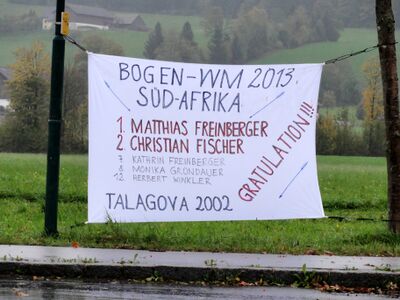 BOGEN-WM 2013
SÜD-AFRIKA
1. MATTHIAS FREINBERGER
2. CHRISTIAN FISCHER
7 KATHRIN FREINBERGER
8 MONIKA GRUNDAUER
12. HERBERT WINKLER
GRATULATION!!!
TALAGOVA 2002